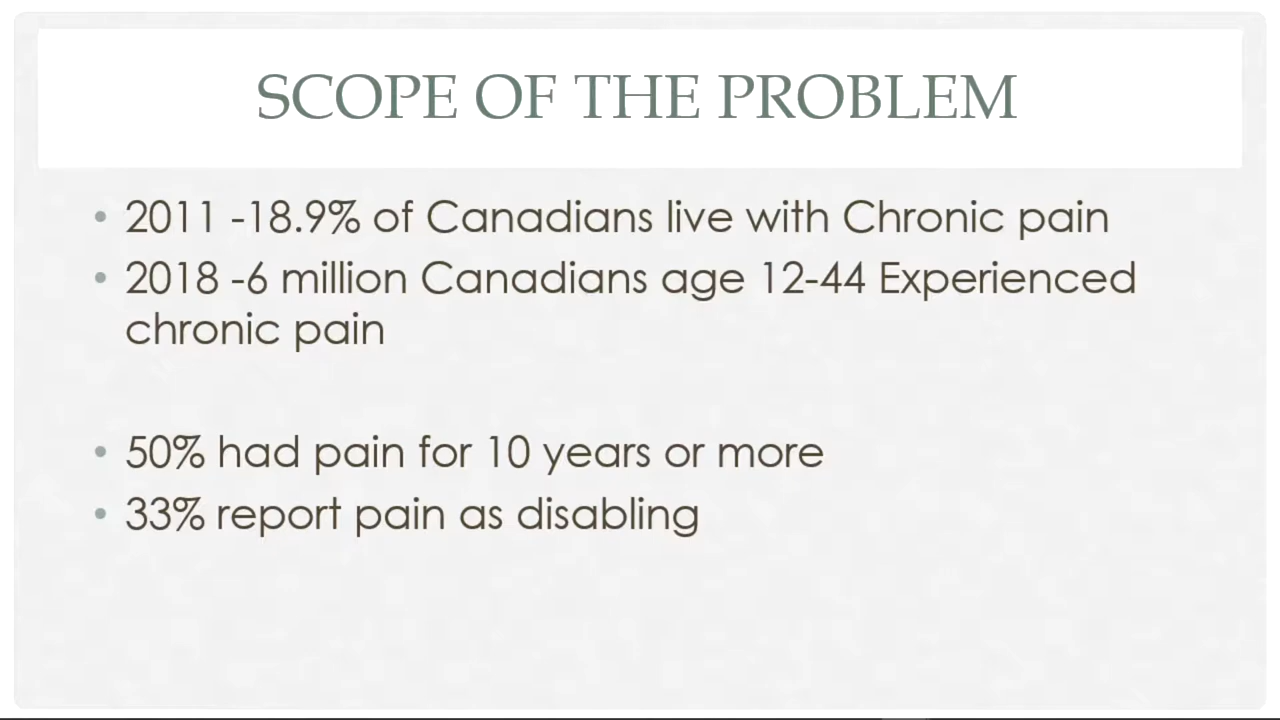 SCOPE OF THE PROBLEM
• 2011 -18.9% of Canadians live with Chronic pain
• 2018 -6 million Canadians age 12-44 Experienced
chronic pain
• 50% had pain for 10 years or more
• 33% report pain as disabling